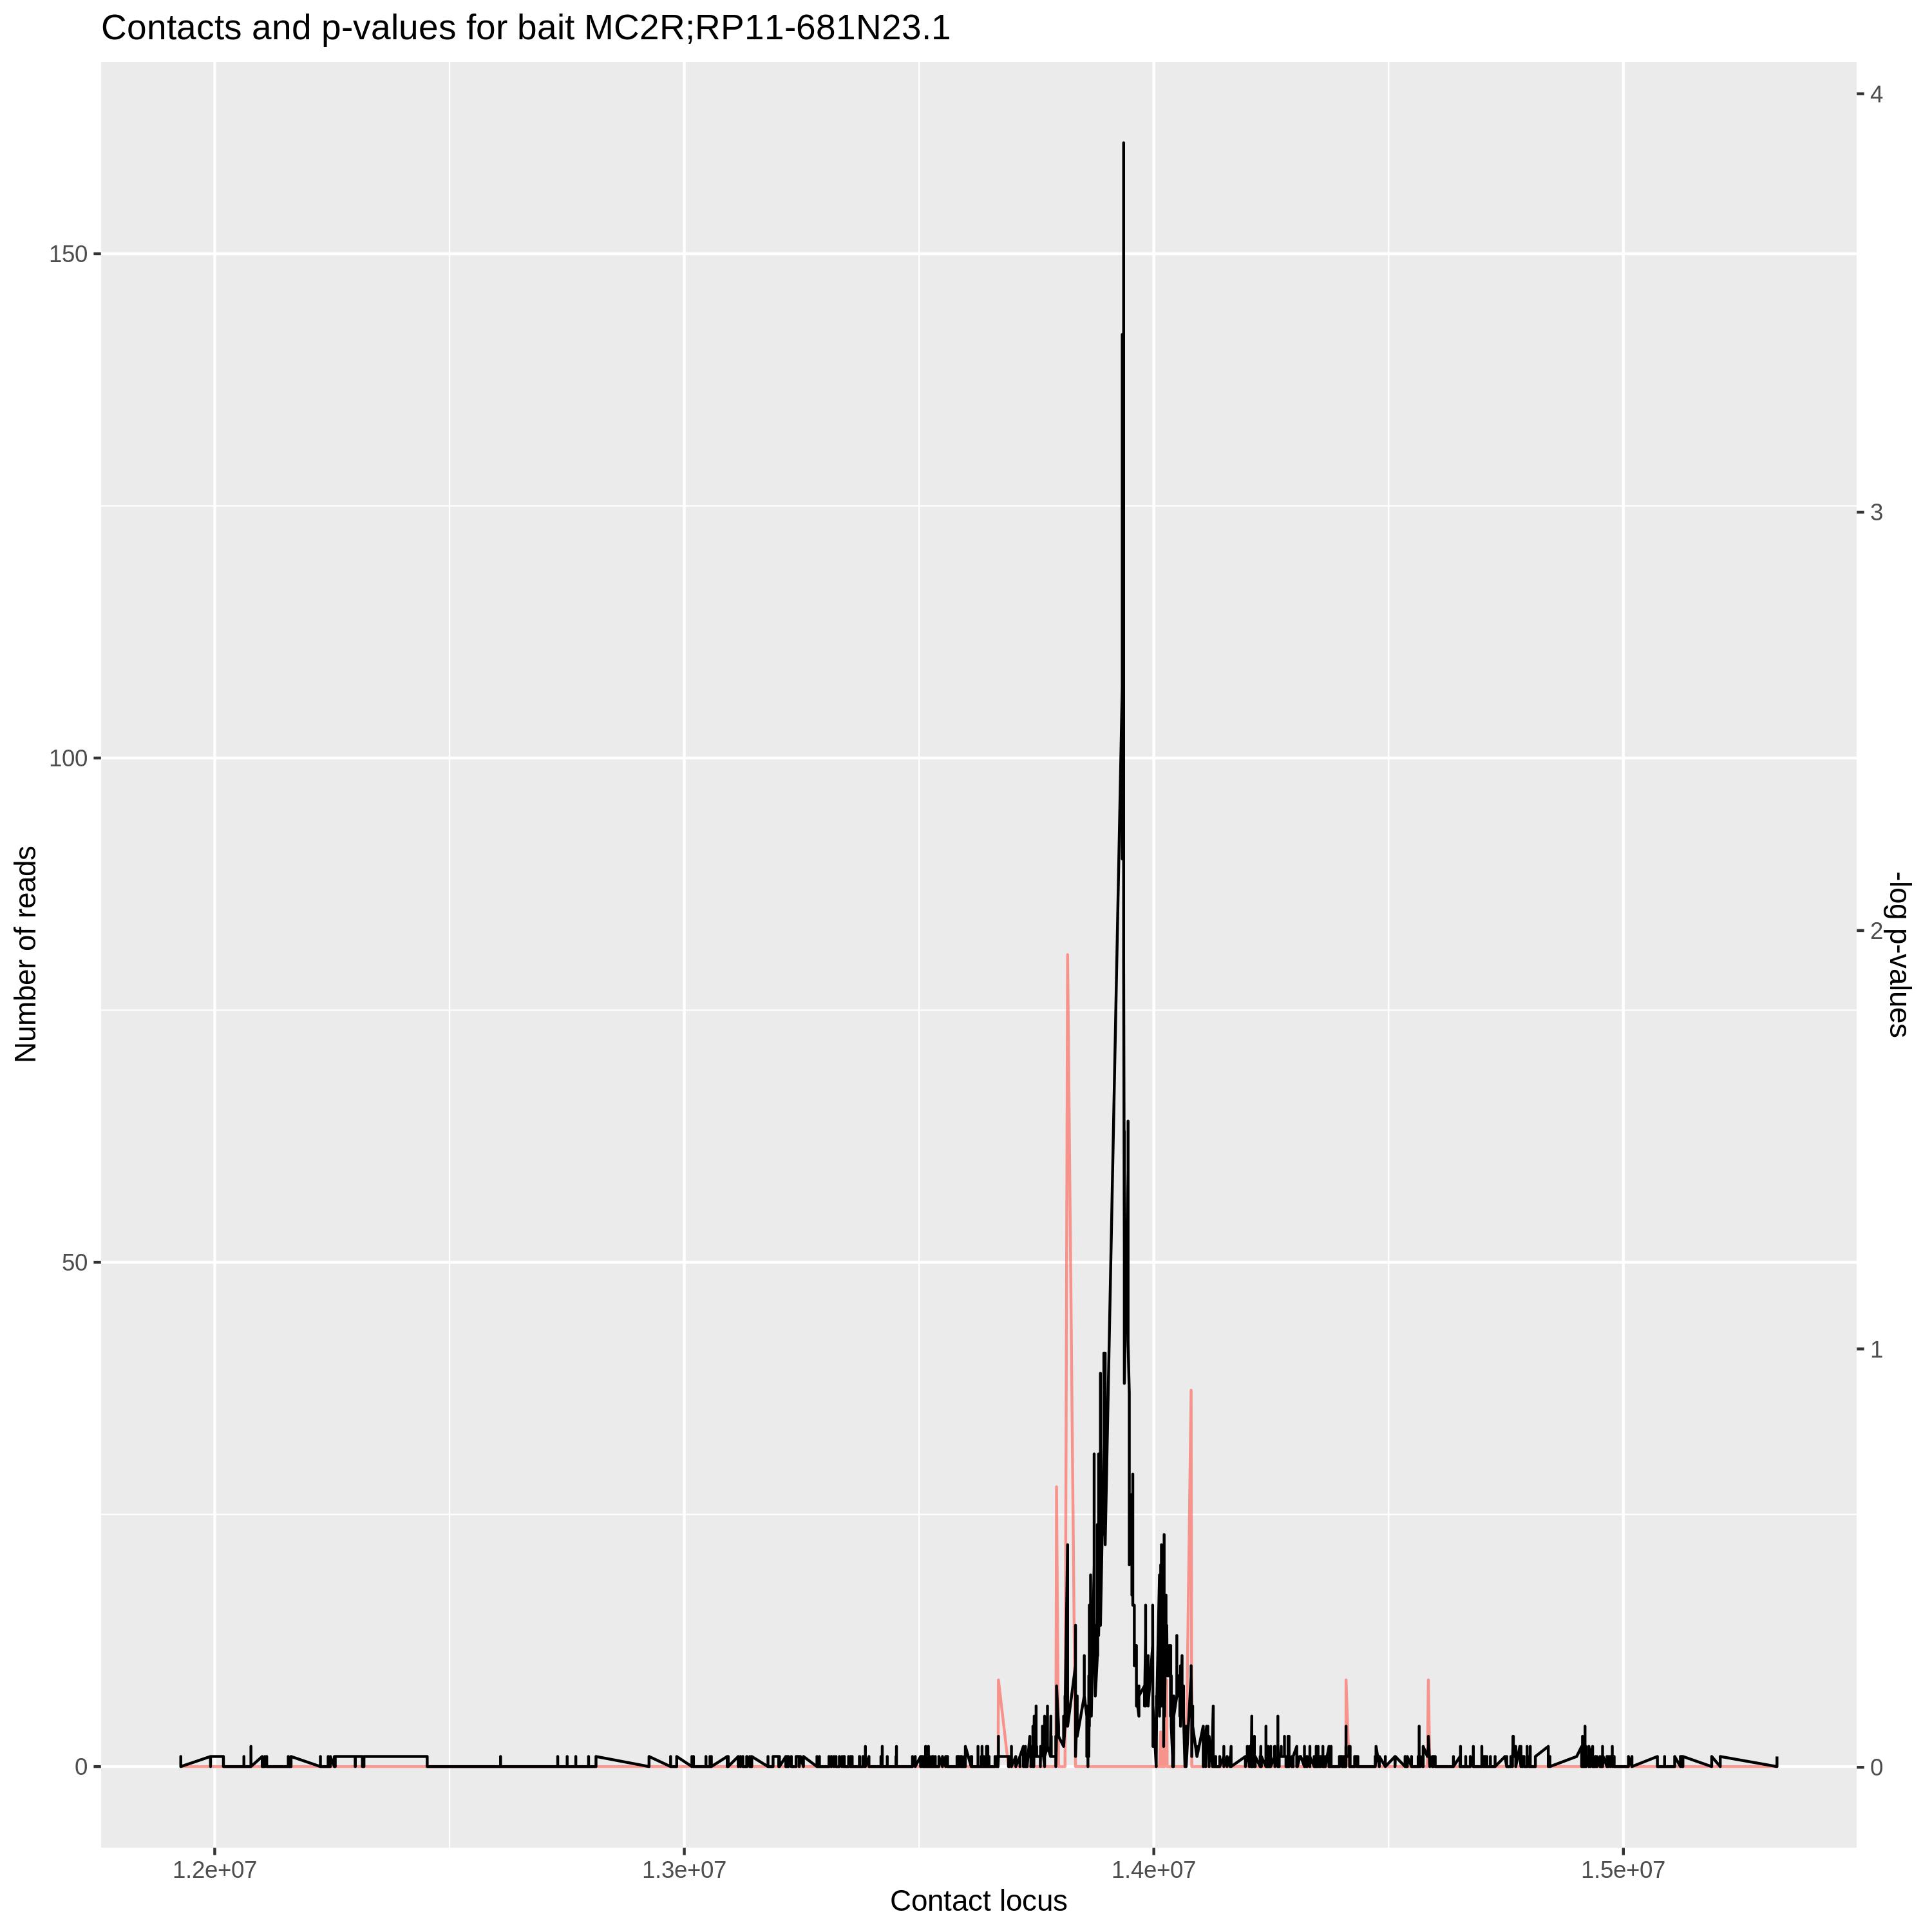 Contacts and p-values for bait MC2R;RP11-681N23.1
150
100
50
0
Number of reads
4
3
2
1
0
-log p-values
1.2e+07
1.3e+07
1.4e+07
1.5e+07
Contact locus